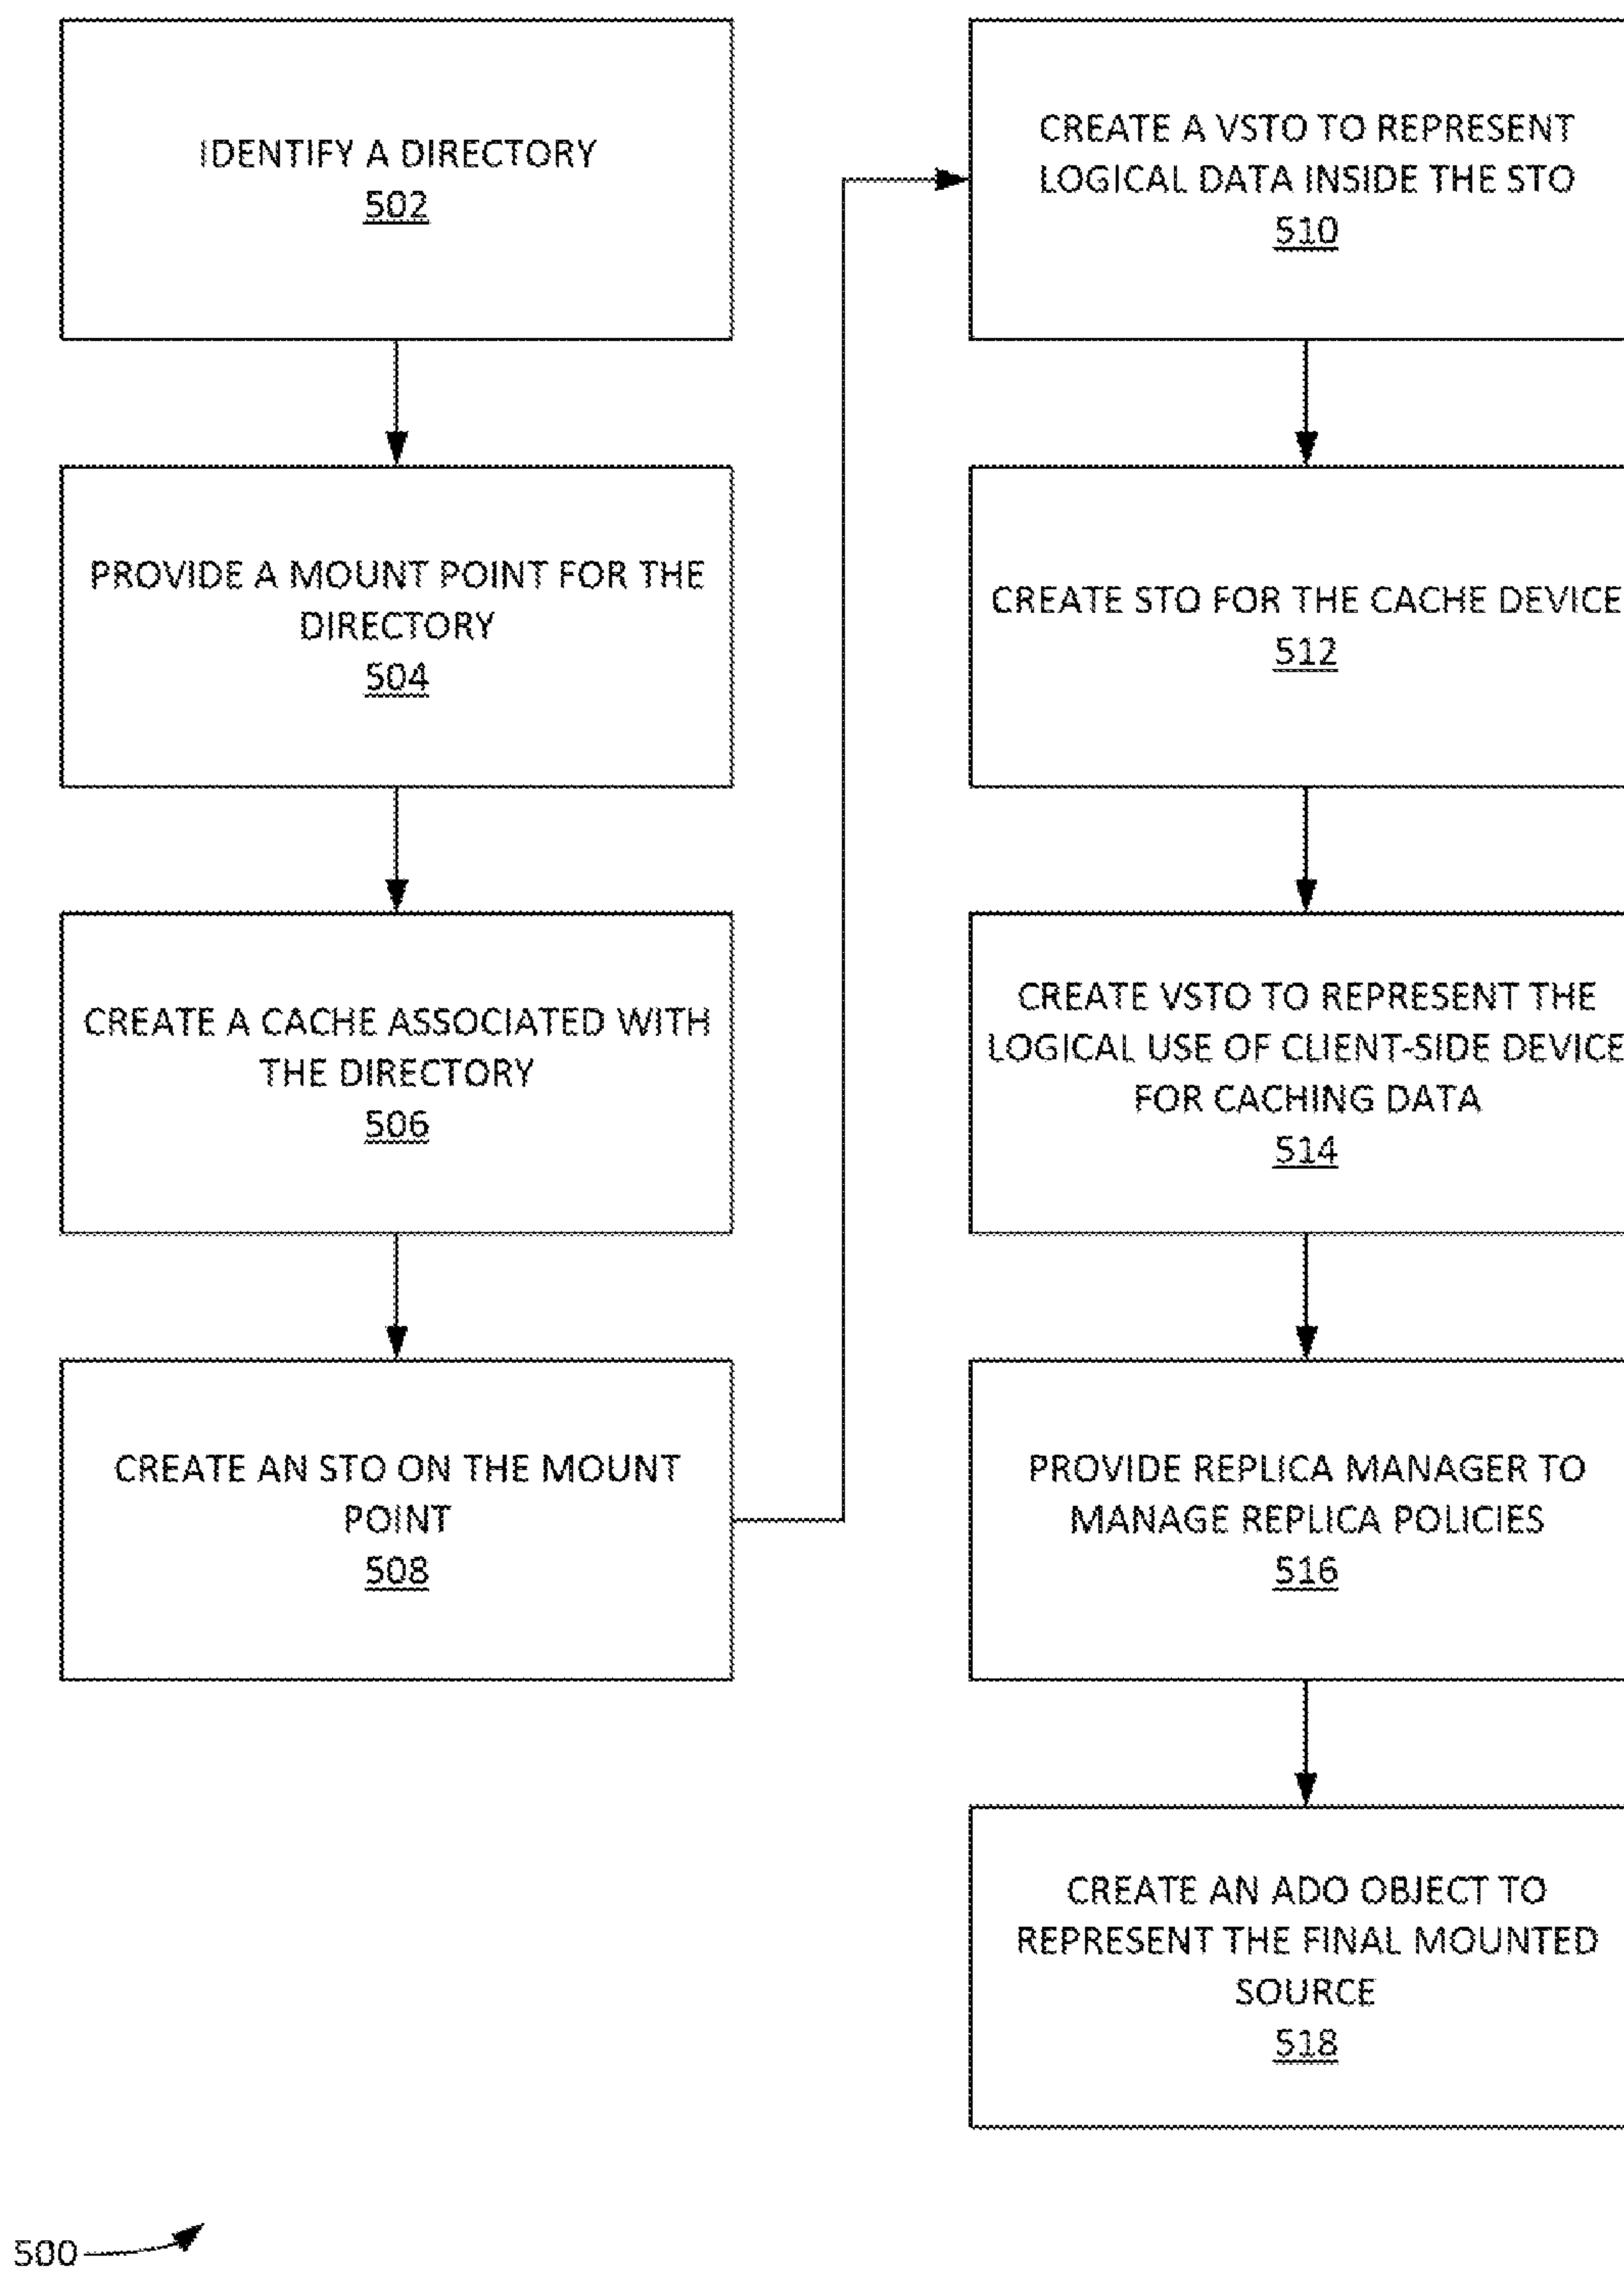 IDENTIFY A DIRECTORY
502
PROVIDE A MOUNT POINT FOR THE
DIRECTORY
504
CREATE A CACHE ASSOCIATED WITH
THE DIRECTORY
506
CREATE AN STO ON THE MOUNT
POINT
508
CREATE A VSTO TO REPRESENT
LOGICAL DATA INSIDE THE STO
510
CREATE STO FOR THE CACHE DEVICE
512
CREATE VSTO TO REPRESENT THE
LOGICAL USE OF CLIENT-SIDE DEVICE
FOR CACHING DATA
514
PROVIDE REPLICA MANAGER TO
MANAGE REPLICA POLICIES
516
CREATE AN ADO OBJECT TO
REPRESENT THE FINAL MOUNTED
SOURCE
518
500